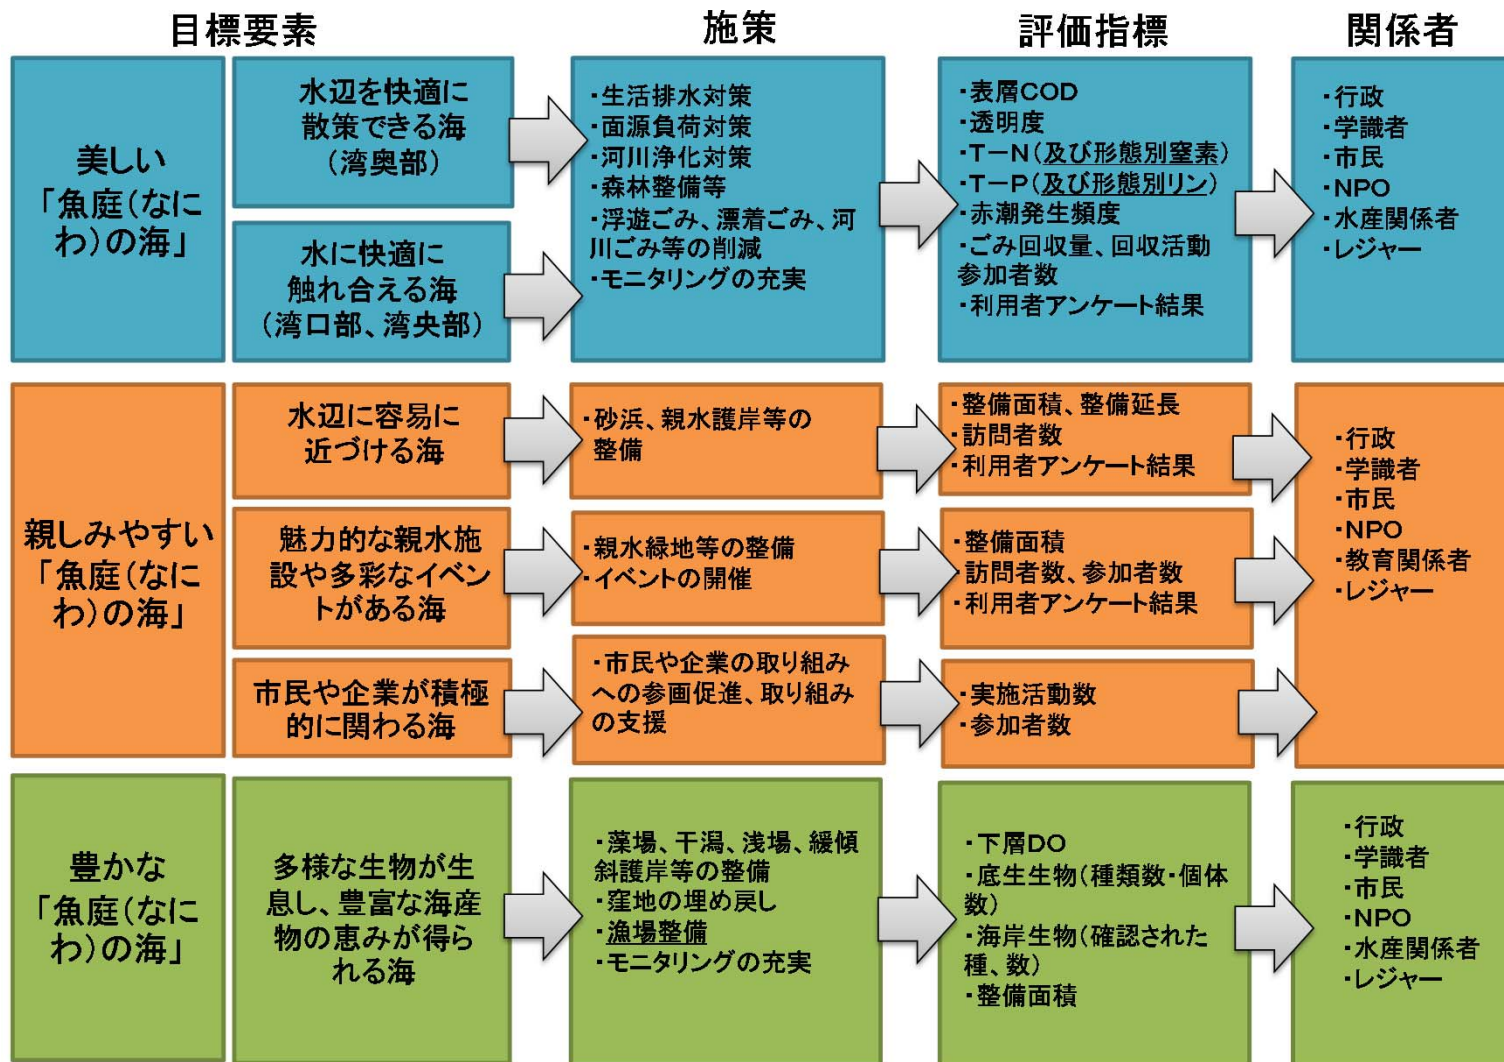 目標要素
施策
評価指標
関係者
美しい
「魚庭(なに
わ)の海」
水辺を快適に
散策できる海
(湾奥部)
水に快適に
触れ合える海
(湾口部、湾央部)
・生活排水対策
・面源負荷対策
・河川浄化対策
・森林整備等
・浮遊ごみ、漂着ごみ、河
川ごみ等の削減
・モニタリングの充実
・表層COD
・透明度
・T-N(及び形態別窒素)
・T-P(及び形態別リン)
・赤潮発生頻度
・ごみ回収量、回収活動
参加者数
・利用者アンケート結果
・行政
・学識者
・市民
・NPO
・水産関係者
・レジャー
親しみやすい
「魚庭(なに
わ)の海」
水辺に容易に
近づける海
・砂浜、親水護岸等の
整備
・整備面積、整備延長
・訪問者数
・利用者アンケート結果
魅力的な親水施
設や多彩なイベン
トがある海
・親水緑地等の整備
・イベントの開催
・整備面積
・訪問者数、参加者数
・利用者アンケート結果
市民や企業が積極
的に関わる海
・市民や企業の取り組み
への参画促進、取り組み
の支援
・実施活動数
・参加者数
・行政
・学識者
・市民
・NPO
・教育関係者
・レジャー
豊かな
「魚庭(なに
わ)の海」
多様な生物が生
息し、豊富な海産
物の恵みが得ら
れる海
・藻場、干潟、浅場、緩傾
斜護岸等の整備
・窪地の埋め戻し
・漁場整備
・モニタリングの充実
・下層DO
・底生生物(種類数・個体
数)
・海岸生物(確認された
種、数)
・整備面積
・行政
・学識者
・市民
・NPO
・水産関係者
・レジャー